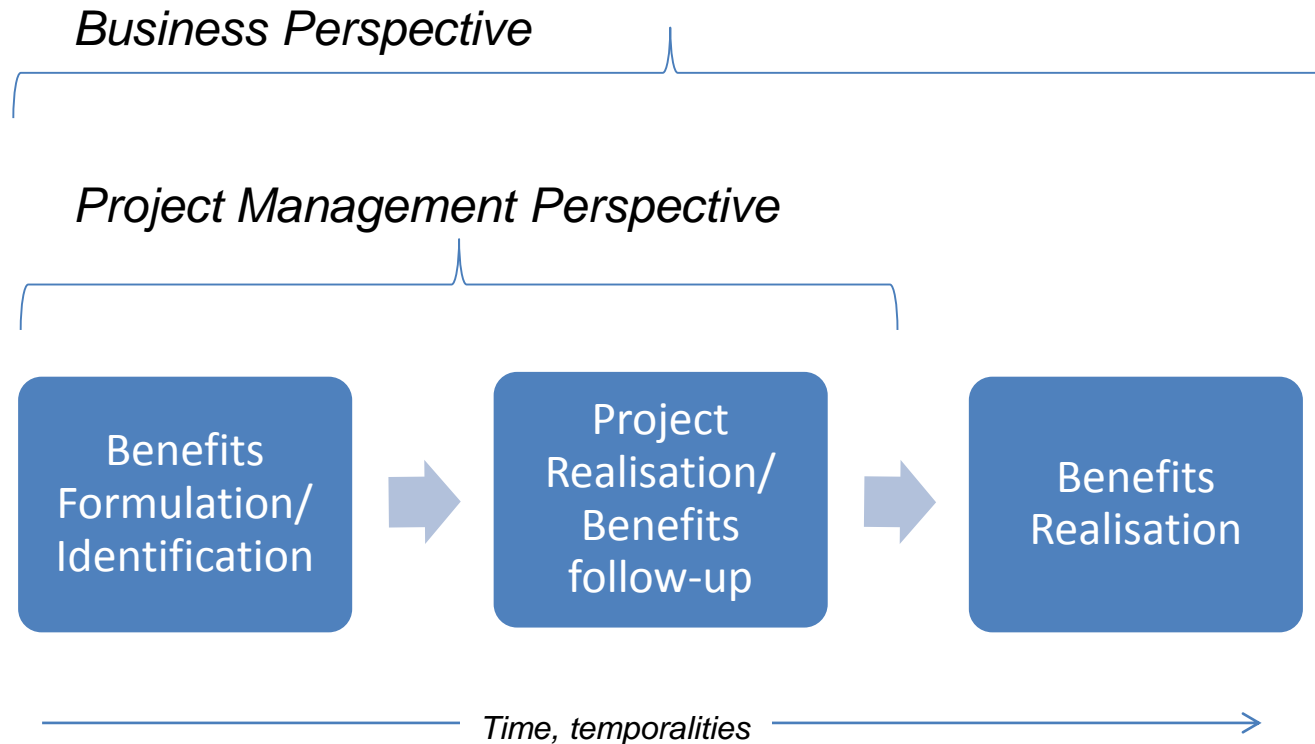 Business Perspective
Project Management Perspective
Benefits
Formulation/
Identification
Project
Realisation/
Benefits
follow-up
Benefits
Realisation
Time, temporalities